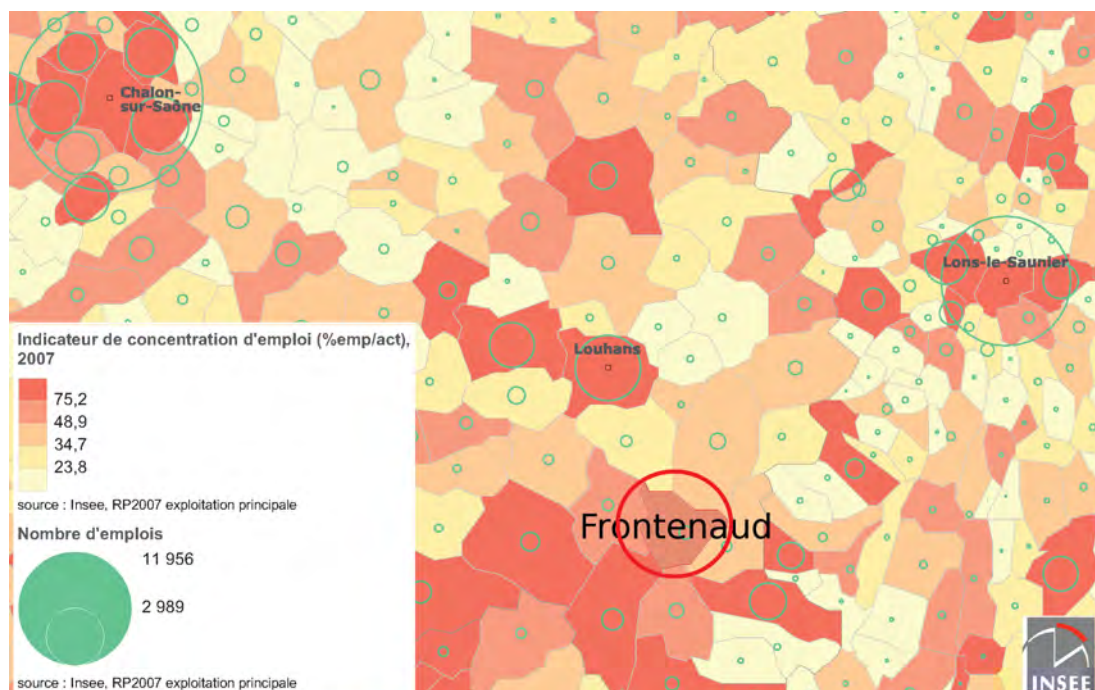 Chalon-
sur-Saône
Lons-le-Saunier
Louhans
Frontenaud
Indicateur de concentration d'emploi (%emp/act),
2007
75,2
48,9
34,7
23,8
source : Insee, RP2007 exploitation principale
Nombre d'emplois
11 956
2 989
source : Insee, RP2007 exploitation principale
INSEE